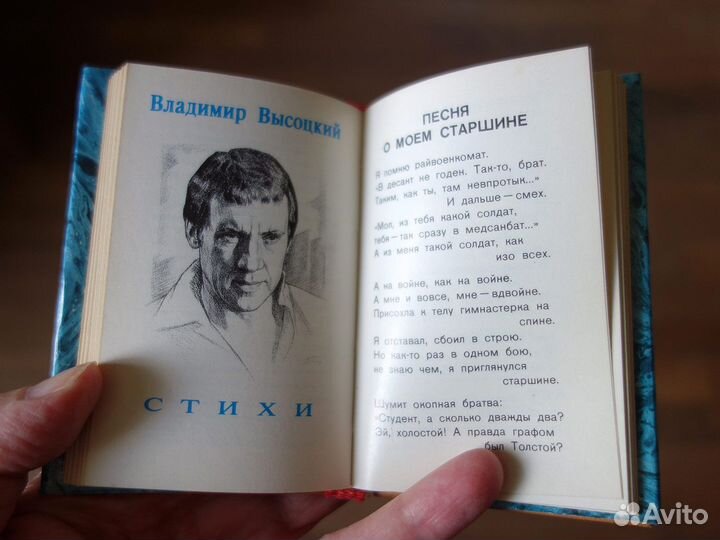 Владимир Высоцкий
СТИХИ
ПЕСНЯ
О МОЕМ СТАРШИНЕ
Я помню райвоенкомат.
«В десант не годен. Так-то, брат.
Таким, как ты, там невпротык...»
И дальше — смех.
«Мол, из тебя какой солдат,
тебя — так сразу в медсанбат...»
А из меня такой солдат, как
изо всех.
А на войне, как на войне.
А мне и вовсе, мне — вдвойне.
Присохла к телу гимнастерка на
спине.
Я отставал, сбоил в строю.
Но как-то раз в одном бою,
не знаю чем, я приглянулся
старшине.
Шумит окопная братва:
«Студент, а сколько дважды два?
Эй, холостой! А правда графом
был Толстой?
Avito